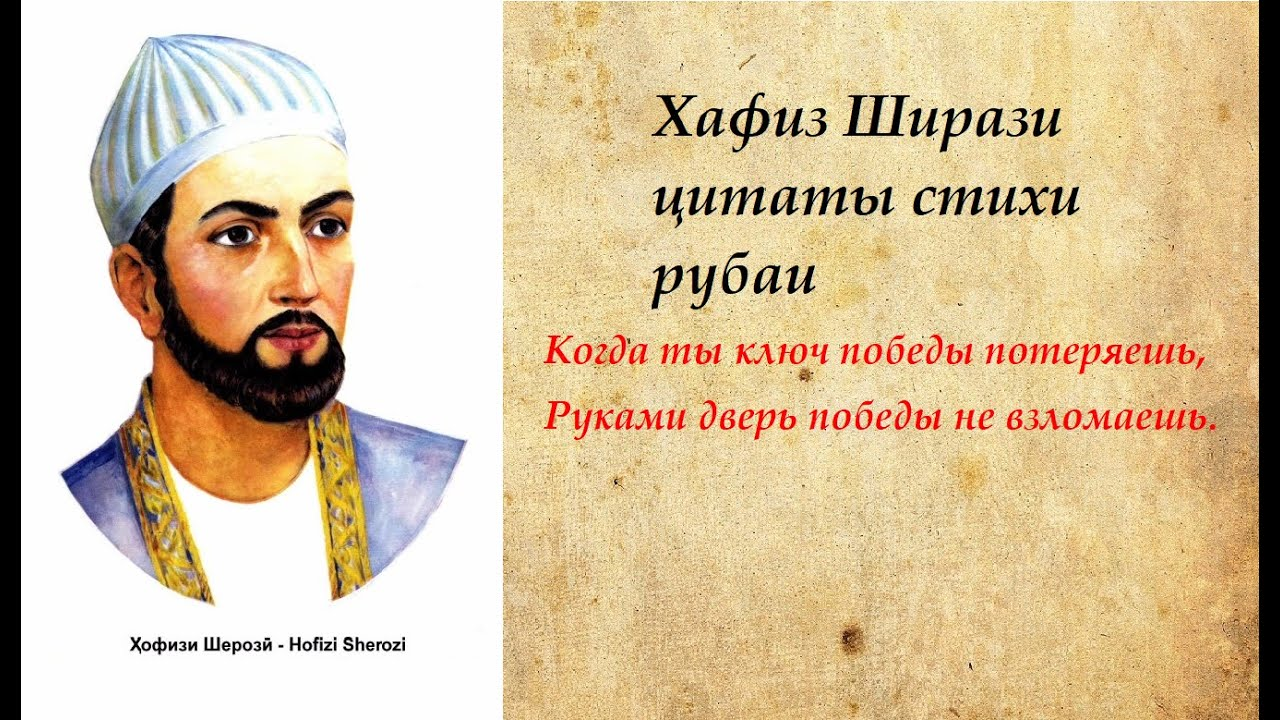 Хафиз Ширази
цитаты стихи
рубаи
Когда ты ключ победы потеряешь,
Руками дверь победы не взломаешь.
Ҳофизи Шерозӣ - Hofizi Sherozi